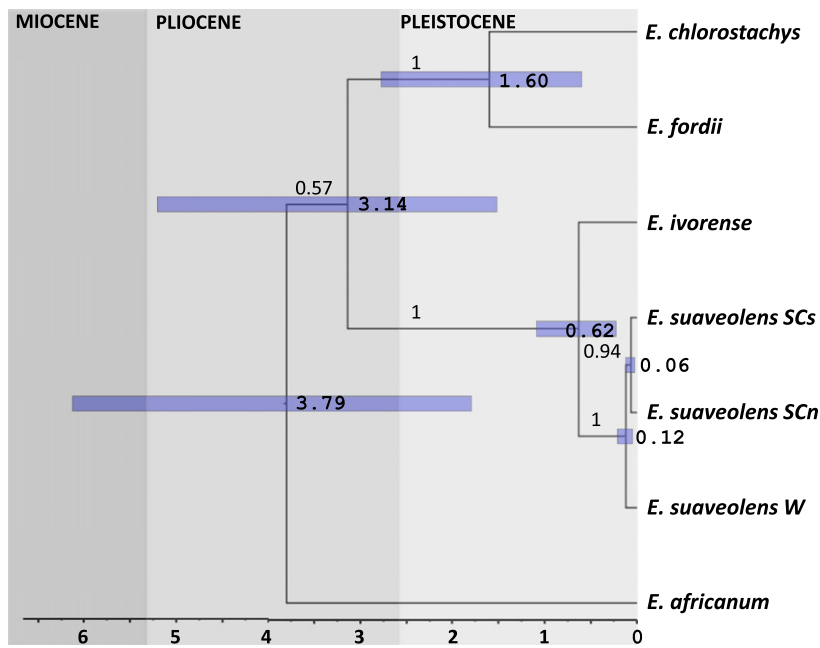 MIOCENE PLIOCENE PLEISTOCENE
E. chlorostachys
1
1.60
E. fordii
0.57
3.14
E. ivorense
1
E. suaveolens SCs
0.62
0.94
0.06
3.79
E. suaveolens SCn
1
0.12
E. suaveolens W
E. africanum
6 5 4 3 2 1 0